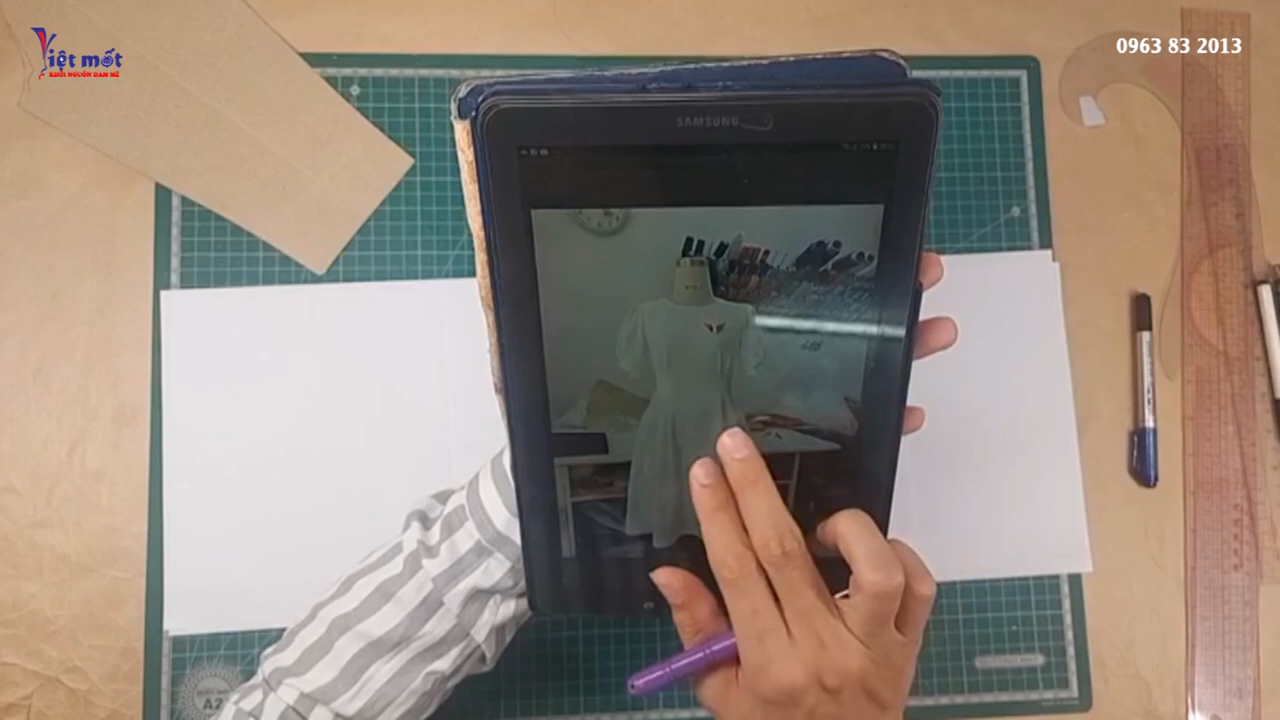 Việt mốt
KHƠI NGUỒN ĐAM MÊ
0963 83 2013
SAMSUNG
A2